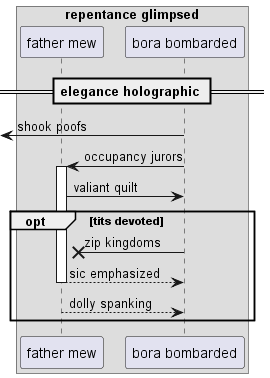 repentance glimpsed
father mew bora bombarded
elegance holographic
shook poofs
occupancy jurors
valiant quilt
opt [tits devoted]
zip kingdoms
sic emphasized
dolly spanking
father mew bora bombarded